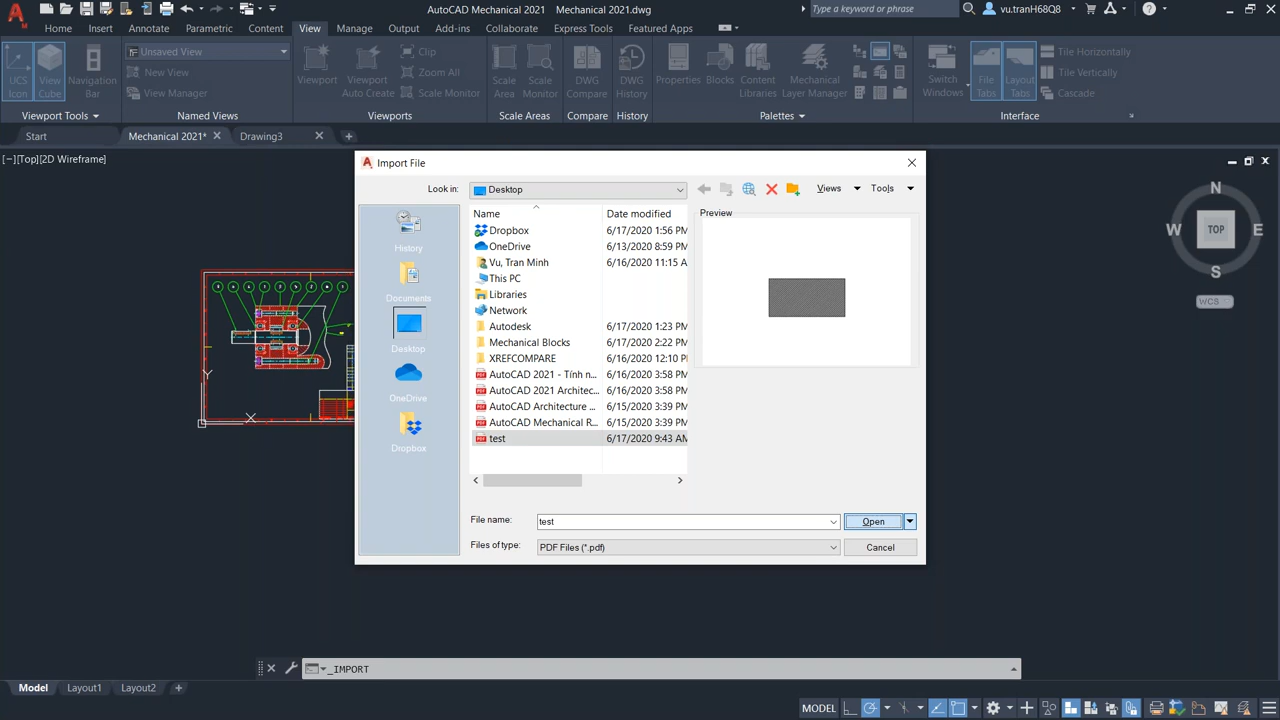 AutoCAD Mechanical 2021 Mechanical 2021.dwg
Type a keyword or phrase
vu.tranH68Q8
Home Insert Annotate Parametric Content View Manage Output Add-ins Collaborate Express Tools Featured Apps
UCS Icon
View Cube
Navigation Bar
Viewport Tools
Unsaved View
New View
View Manager
Named Views
Viewport
Viewport Auto Create
Clip
Zoom All
Scale Monitor
Viewports
Scale Area
Scale Monitor
Scale Areas
DWG Compare
Compare
DWG History
History
Properties
Blocks
Content Libraries
Mechanical Layer Manager
Palettes
Switch Windows
File Tabs
Layout Tabs
Tile Horizontally
Tile Vertically
Cascade
Interface
Start Mechanical 2021* Drawing3
[−][Top][2D Wireframe]
Import File
Look in: Desktop
Views Tools
History
Documents
Desktop
OneDrive
Dropbox
Name Date modified
Dropbox 6/17/2020 1:56 PM
OneDrive 6/13/2020 8:59 PM
Vu, Tran Minh 6/16/2020 11:15 A
This PC
Libraries
Network
Autodesk 6/17/2020 1:23 PM
Mechanical Blocks 6/17/2020 2:22 PM
XREFCOMPARE 6/16/2020 12:10 P
AutoCAD 2021 - Tính n... 6/16/2020 3:58 PM
AutoCAD 2021 Architec... 6/16/2020 3:58 PM
AutoCAD Architecture ... 6/15/2020 3:39 PM
AutoCAD Mechanical R... 6/15/2020 3:39 PM
test 6/17/2020 9:43 AM
Preview
File name: test
Open
Files of type: PDF Files (*.pdf)
Cancel
N
W TOP E
S
WCS
Y
X
_IMPORT
Model Layout1 Layout2
MODEL